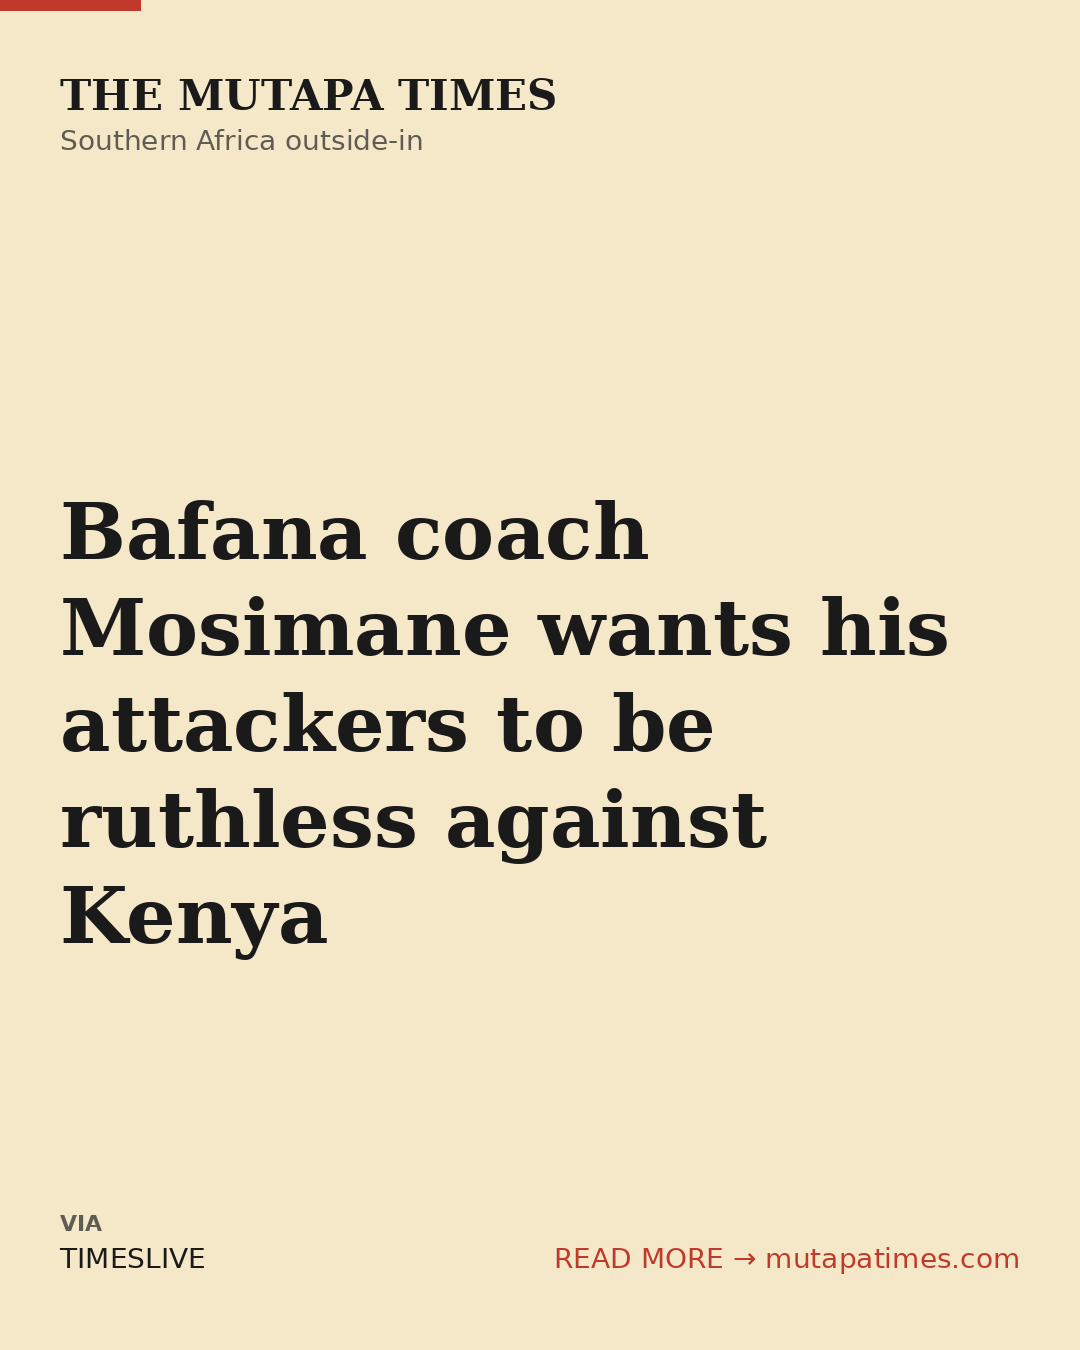 THE MUTAPA TIMES
Southern Africa outside-in
Bafana coach
Mosimane wants his
attackers to be
ruthless against
Kenya
VIA
TIMESLIVE
READ MORE → mutapatimes.com